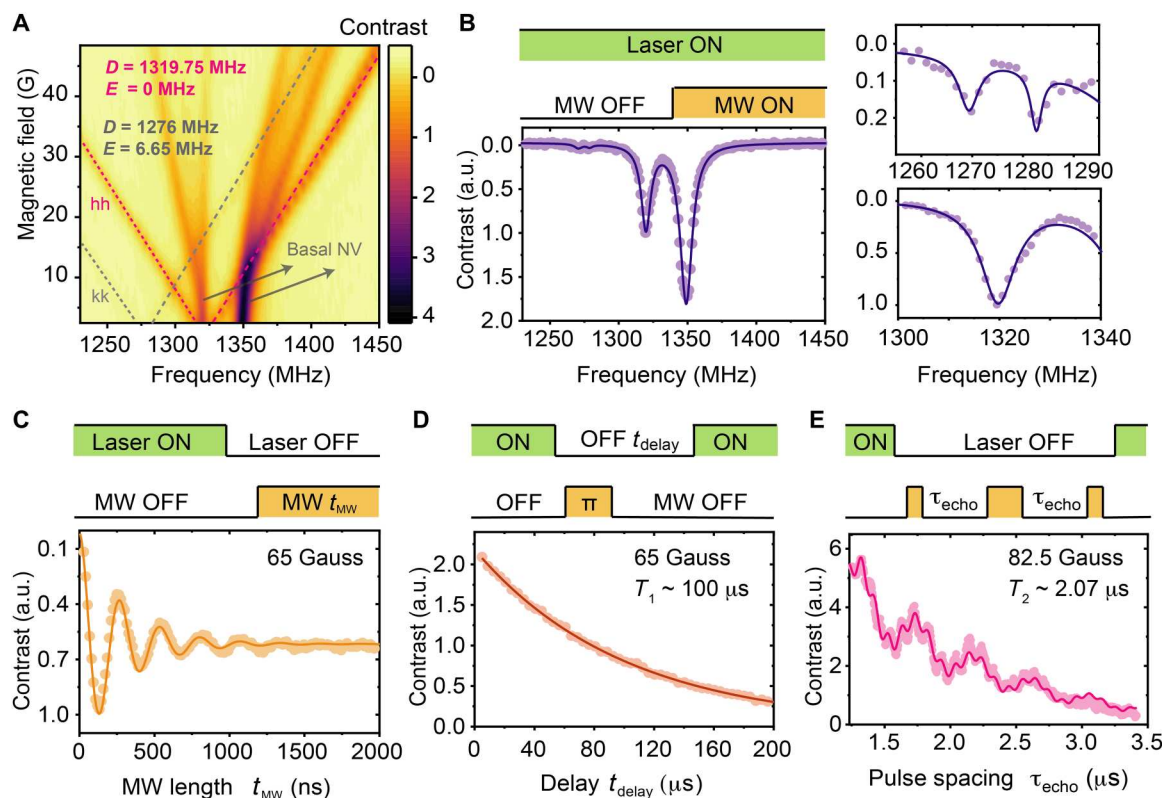 A
Contrast
D = 1319.75 MHz
E = 0 MHz
D = 1276 MHz
E = 6.65 MHz
hh
kk
Basal NV
Magnetic field (G)
40
30
20
10
1250
1300
1350
1400
1450
Frequency (MHz)
0
1
2
3
4
B
Laser ON
MW OFF
MW ON
Contrast (a.u.)
0.0
0.5
1.0
1.5
2.0
1250
1300
1350
1400
1450
Frequency (MHz)
0.0
0.1
0.2
1260
1270
1280
1290
0.0
0.5
1.0
1300
1310
1320
1330
1340
Frequency (MHz)
C
Laser ON
Laser OFF
MW OFF
MW tMW
65 Gauss
Contrast (a.u.)
0.1
0.4
0.7
1.0
0
500
1000
1500
2000
MW length tMW (ns)
D
ON
OFF tdelay
ON
OFF
π
MW OFF
65 Gauss
T1 ~ 100 μs
Contrast (a.u.)
2.0
1.5
1.0
0.5
0.0
0
40
80
120
160
200
Delay tdelay (μs)
E
ON
Laser OFF
τecho
τecho
82.5 Gauss
T2 ~ 2.07 μs
Contrast (a.u.)
6
4
2
0
1.5
2.0
2.5
3.0
3.5
Pulse spacing τecho (μs)